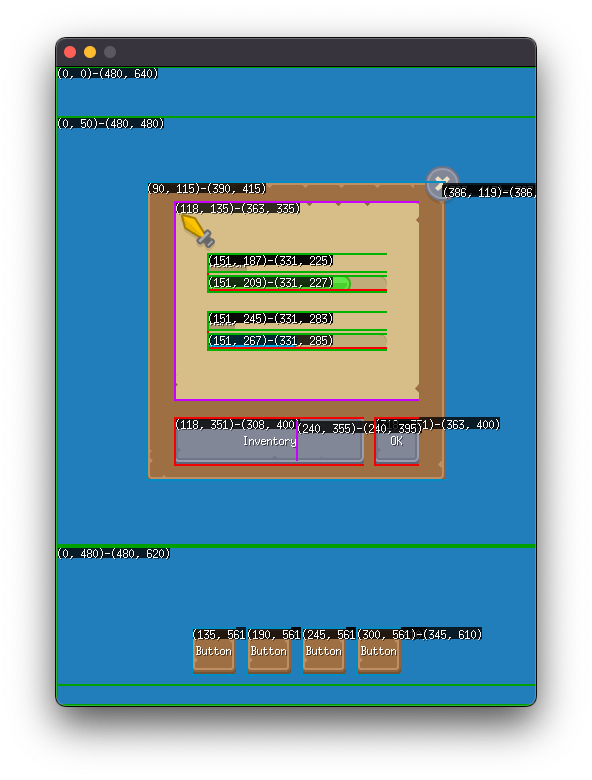 (0, 0)-(480, 640)
(0, 50)-(480, 480)
(90, 115)-(390, 415)
(386, 119)-(386,
(118, 135)-(363, 335)
(151, 187)-(331, 225)
(151, 209)-(331, 227)
(151, 245)-(331, 283)
(151, 267)-(331, 285)
(118, 351)-(308, 400)
(240, 355)-(240, 395)
351)-(363, 400)
Inventory
OK
(0, 480)-(480, 620)
(135, 561
(190, 561
(245, 561
(300, 561)-(345, 610)
Button
Button
Button
Button